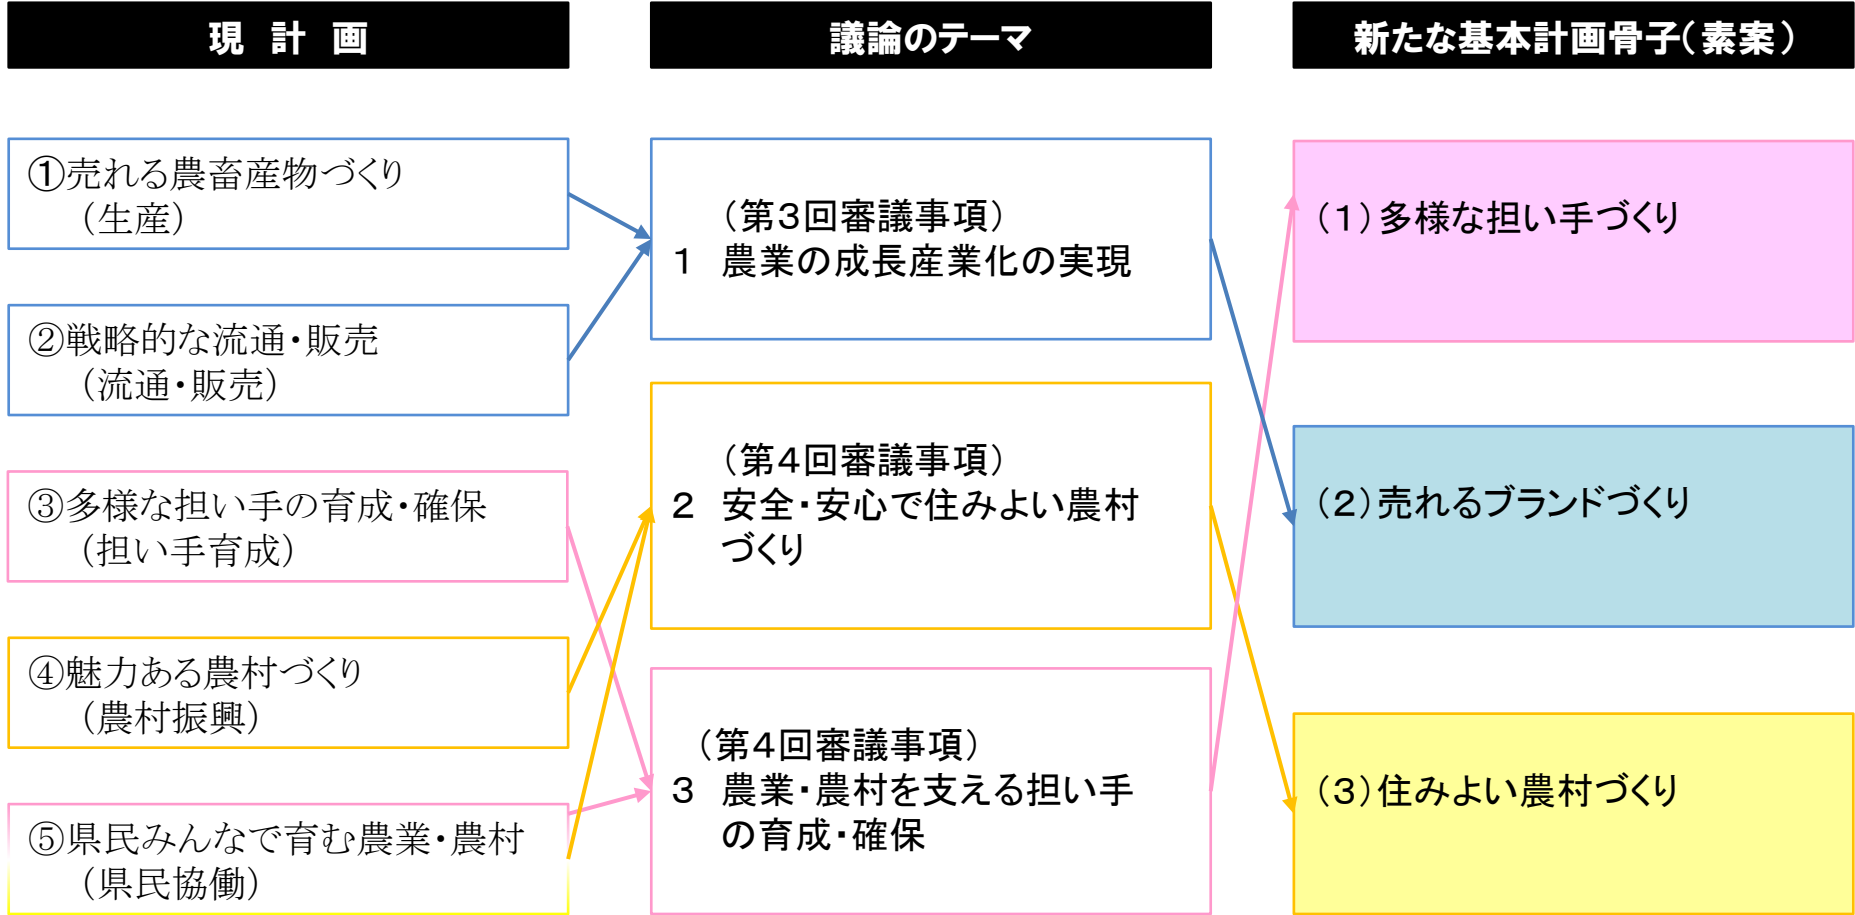 現 計 画
①売れる農畜産物づくり
（生産）
②戦略的な流通・販売
（流通・販売）
③多様な担い手の育成・確保
（担い手育成）
④魅力ある農村づくり
（農村振興）
⑤県民みんなで育む農業・農村
（県民協働）
議論のテーマ
（第３回審議事項）
１ 農業の成長産業化の実現
（第４回審議事項）
２ 安全・安心で住みよい農村
づくり
（第４回審議事項）
３ 農業・農村を支える担い手
の育成・確保
新たな基本計画骨子（素案）
（１）多様な担い手づくり
（２）売れるブランドづくり
（３）住みよい農村づくり